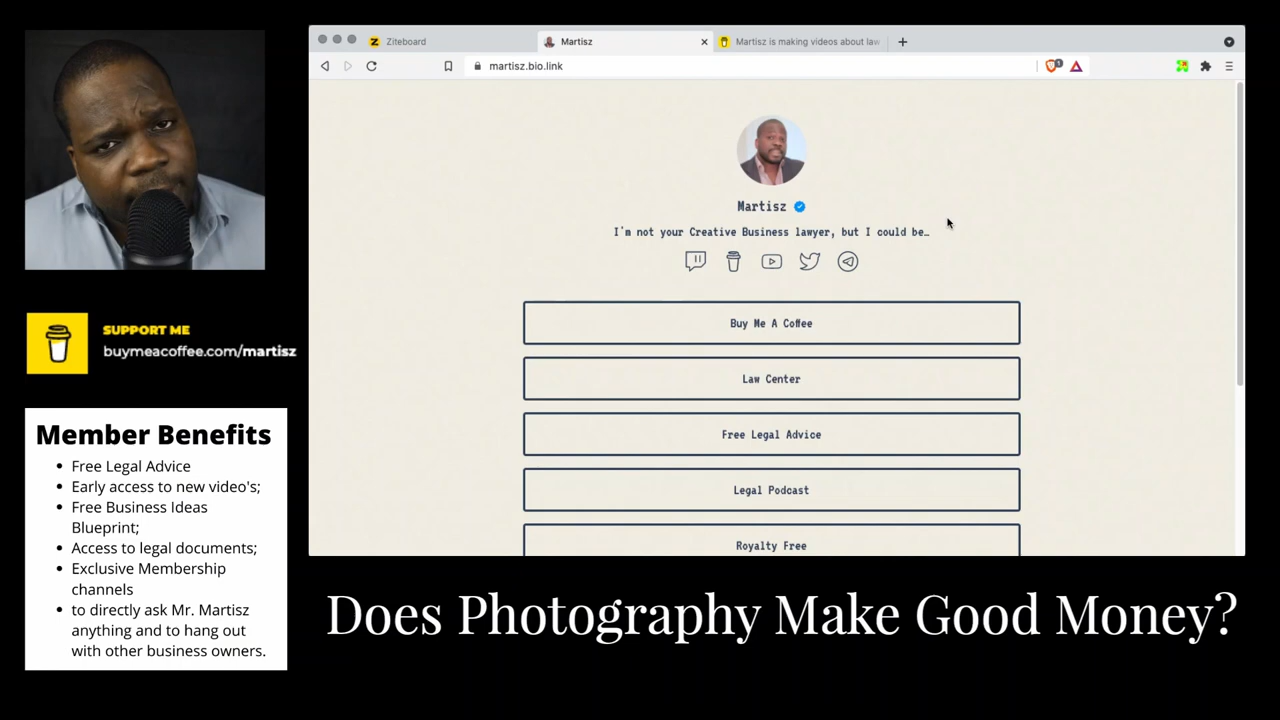 Ziteboard
Martisz
Martisz is making videos about law
martisz.bio.link
1
Martisz
I'm not your Creative Business lawyer, but I could be…
Buy Me A Coffee
Law Center
Free Legal Advice
Legal Podcast
Royalty Free
SUPPORT ME
buymeacoffee.com/martisz
Member Benefits
• Free Legal Advice
• Early access to new video's;
• Free Business Ideas
Blueprint;
• Access to legal documents;
• Exclusive Membership
channels
• to directly ask Mr. Martisz
anything and to hang out
with other business owners.
Does Photography Make Good Money?